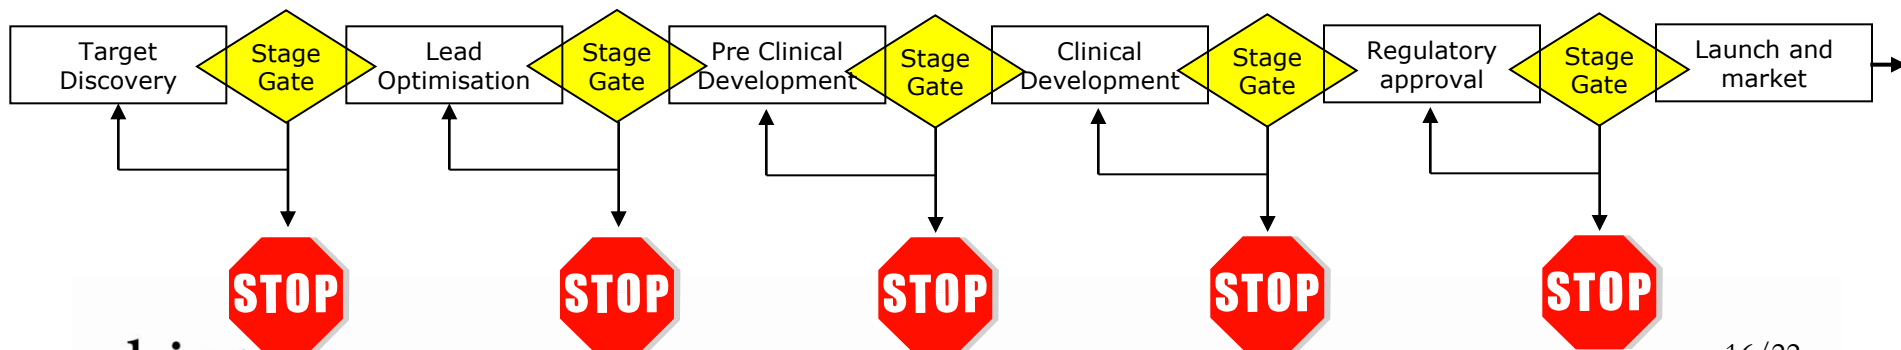 Target
Discovery
Stage
Gate
Lead
Optimisation
Stage
Gate
Pre Clinical
Development
Stage
Gate
Clinical
Development
Stage
Gate
Regulatory
approval
Stage
Gate
Launch and
market
STOP
STOP
STOP
STOP
STOP